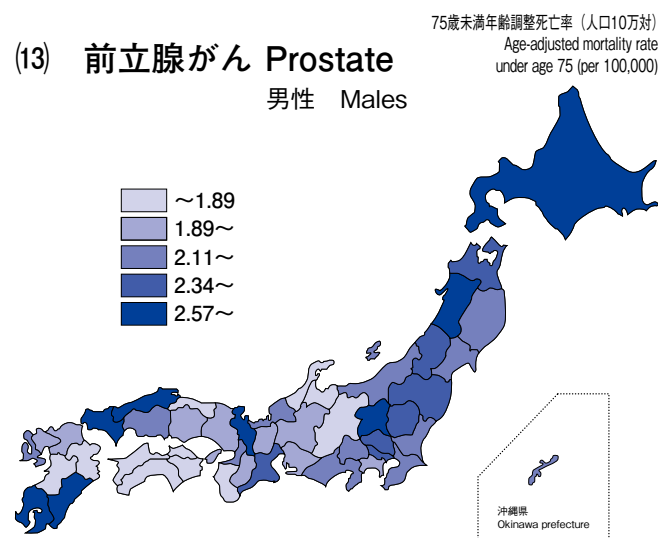 75歳未満年齢調整死亡率（人口10万対）
Age-adjusted mortality rate
under age 75 (per 100,000)
⒀ 前立腺がん Prostate
男性 Males
～1.89
1.89～
2.11～
2.34～
2.57～
沖縄県
Okinawa prefecture